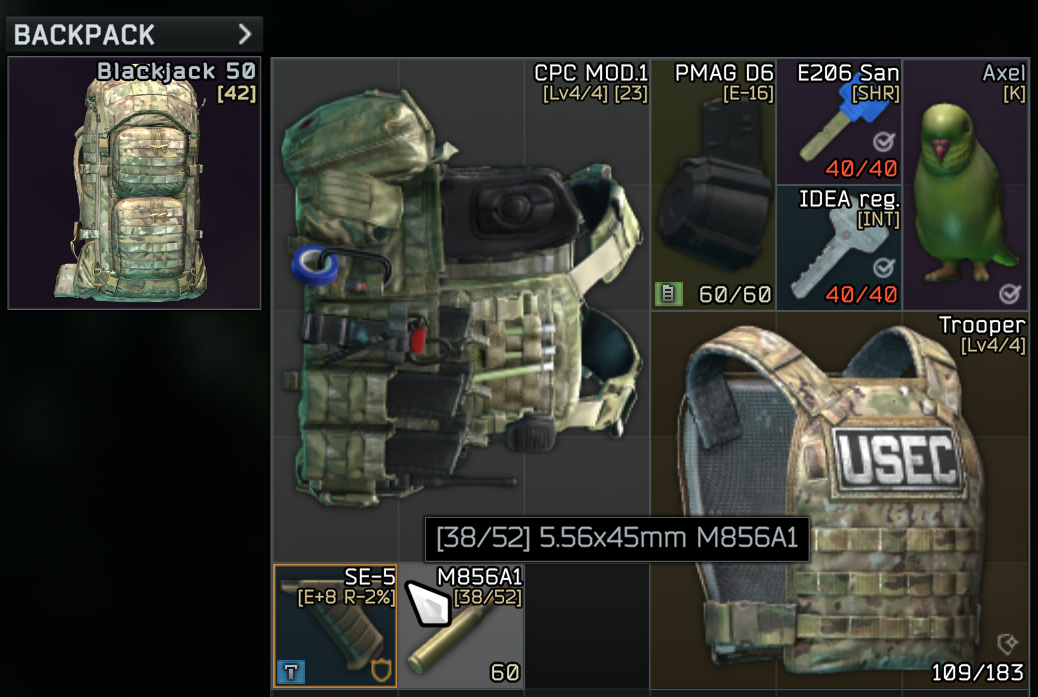 BACKPACK
Blackjack 50
[42]
CPC MOD.1
[Lv4/4] [23]
PMAG D6
[E-16]
60/60
E206 San
[SHR]
40/40
Axel
[K]
IDEA reg.
[INT]
40/40
Trooper
[Lv4/4]
USEC
109/183
[38/52] 5.56x45mm M856A1
SE-5
[E+8 R-2%]
M856A1
[38/52]
60